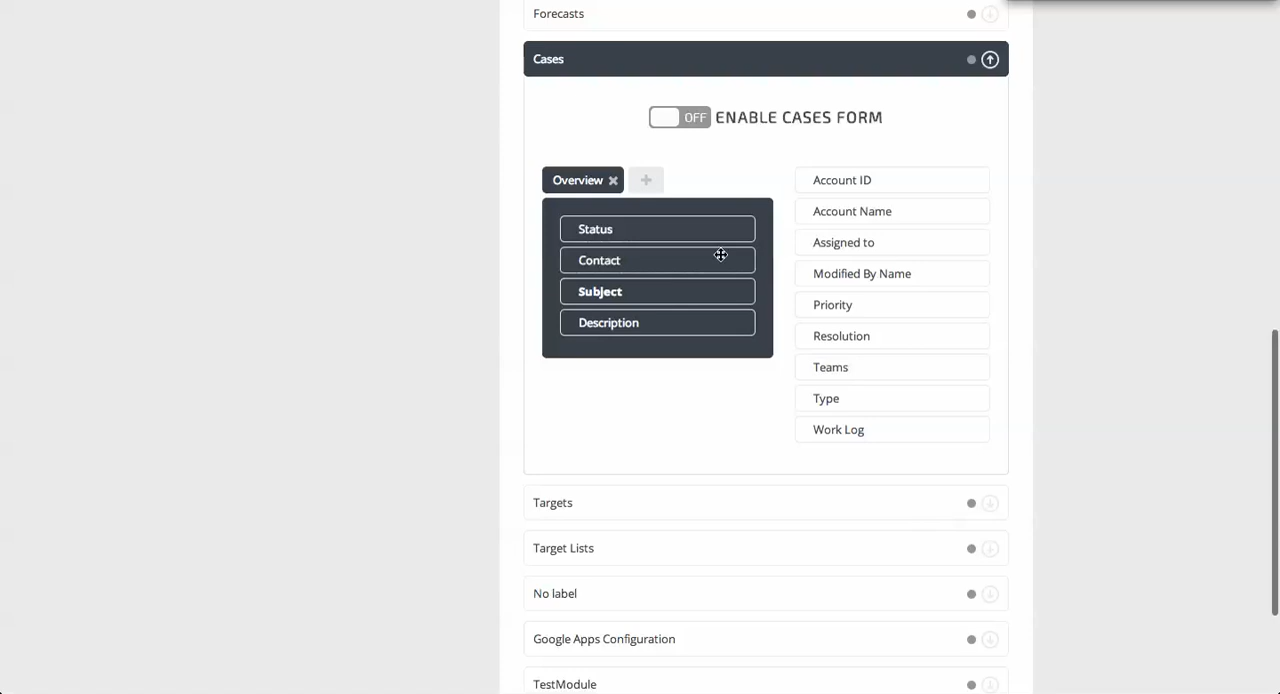 Forecasts
Cases
OFF ENABLE CASES FORM
Overview
Status
Contact
Subject
Description
Account ID
Account Name
Assigned to
Modified By Name
Priority
Resolution
Teams
Type
Work Log
Targets
Target Lists
No label
Google Apps Configuration
TestModule